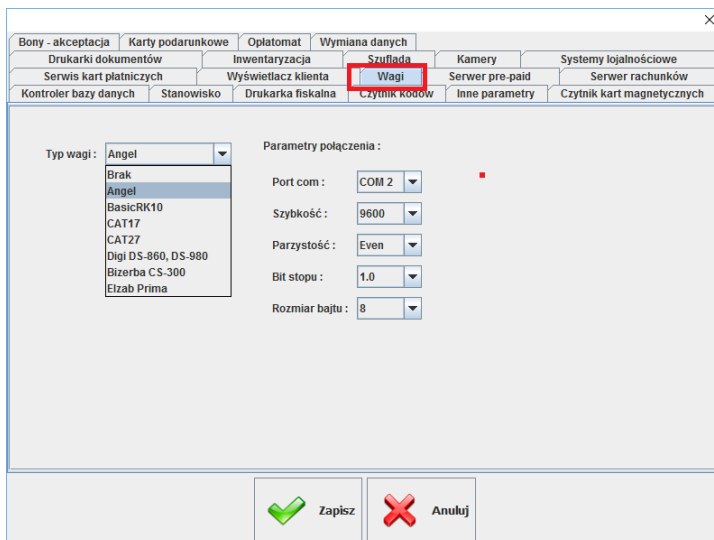 Bony - akceptacja Karty podarunkowe Opłatomat Wymiana danych
Drukarki dokumentów Inwentaryzacja Szuflada Kamery Systemy lojalnościowe
Serwis kart płatniczych Wyświetlacz klienta Wagi Serwer pre-paid Serwer rachunków
Kontroler bazy danych Stanowisko Drukarka fiskalna Czytnik kodów Inne parametry Czytnik kart magnetycznych
Typ wagi : Angel
Brak
Angel
BasicRK10
CAT17
CAT27
Digi DS-860, DS-980
Bizerba CS-300
Elzab Prima
Parametry połączenia :
Port com : COM 2
Szybkość : 9600
Parzystość : Even
Bit stopu : 1.0
Rozmiar bajtu : 8
Zapisz Anuluj